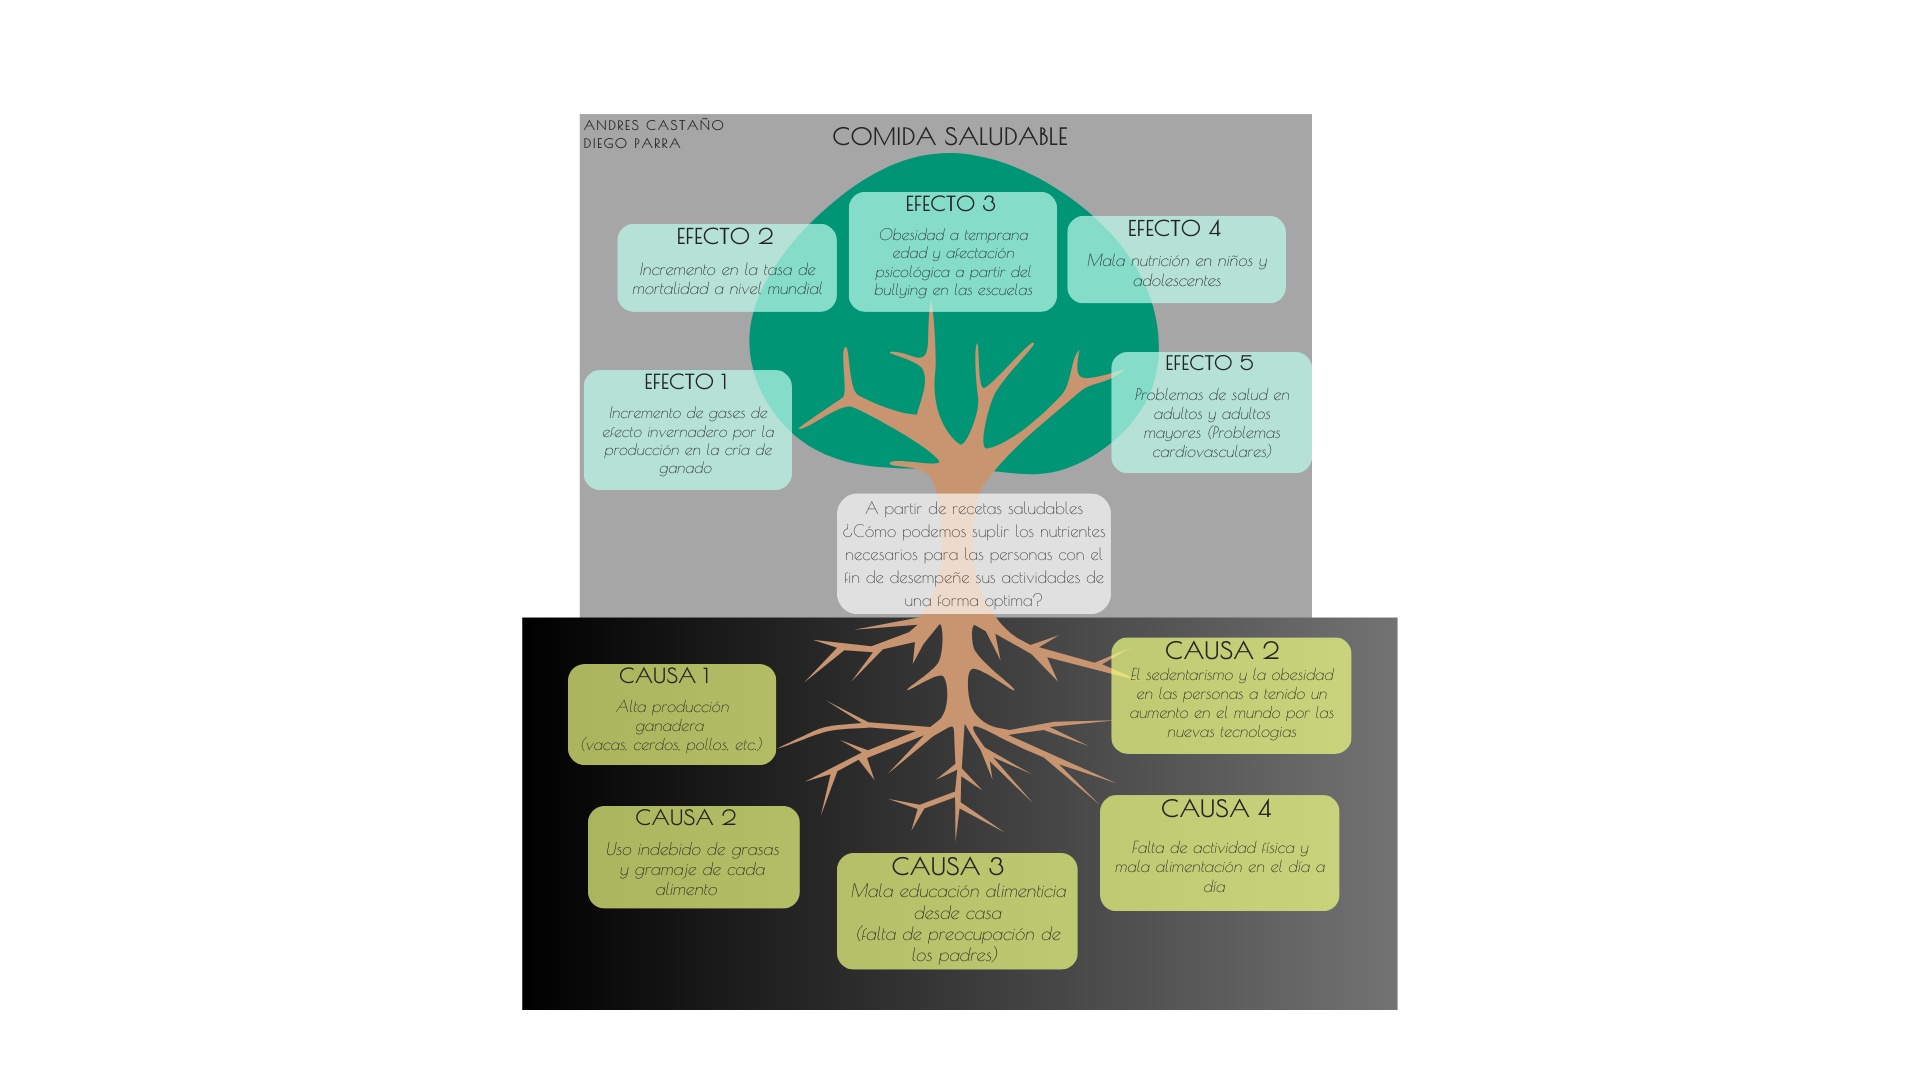 ANDRES CASTAÑO
DIEGO PARRA
COMIDA SALUDABLE
EFECTO 3
Obesidad a temprana
edad y afectación
psicológica a partir del
bullying en las escuelas
EFECTO 2
Incremento en la tasa de
mortalidad a nivel mundial
EFECTO 4
Mala nutrición en niños y
adolescentes
EFECTO 1
Incremento de gases de
efecto invernadero por la
producción en la cría de
ganado
EFECTO 5
Problemas de salud en
adultos y adultos
mayores (Problemas
cardiovasculares)
A partir de recetas saludables
¿Cómo podemos suplir los nutrientes
necesarios para las personas con el
fin de desempeñe sus actividades de
una forma optima?
CAUSA 1
Alta producción
ganadera
(vacas, cerdos, pollos, etc.)
CAUSA 2
El sedentarismo y la obesidad
en las personas a tenido un
aumento en el mundo por las
nuevas tecnologias
CAUSA 2
Uso indebido de grasas
y gramaje de cada
alimento
CAUSA 3
Mala educación alimenticia
desde casa
(falta de preocupación de
los padres)
CAUSA 4
Falta de actividad física y
mala alimentación en el día a
día